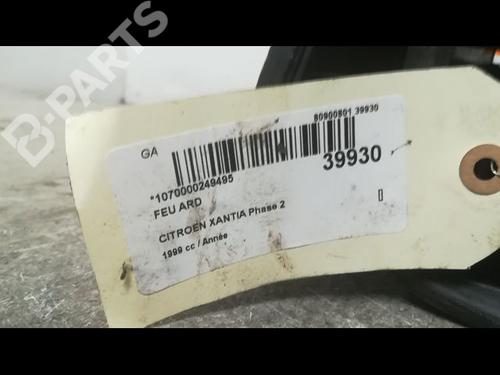 B-PARTS
GA
80900801 39930
39930
*1070000249495
FEU ARD
CITROEN XANTIA Phase 2
1999 cc / Année